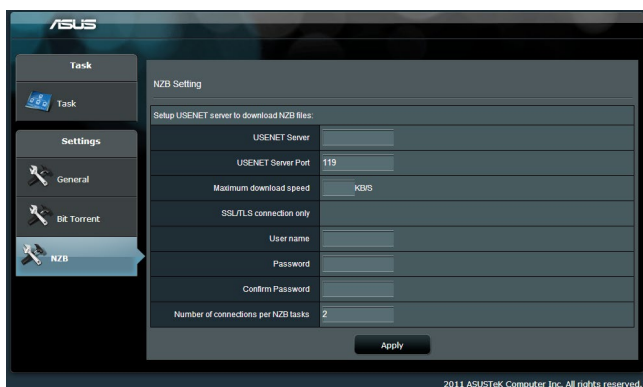 ASUS
Task
Task
Settings
General
Bit Torrent
NZB
NZB Setting
Setup USENET server to download NZB files:
USENET Server
USENET Server Port 119
Maximum download speed KB/S
SSL/TLS connection only
User name
Password
Confirm Password
Number of connections per NZB tasks 2
Apply
2011 ASUSTeK Computer Inc. All rights reserved